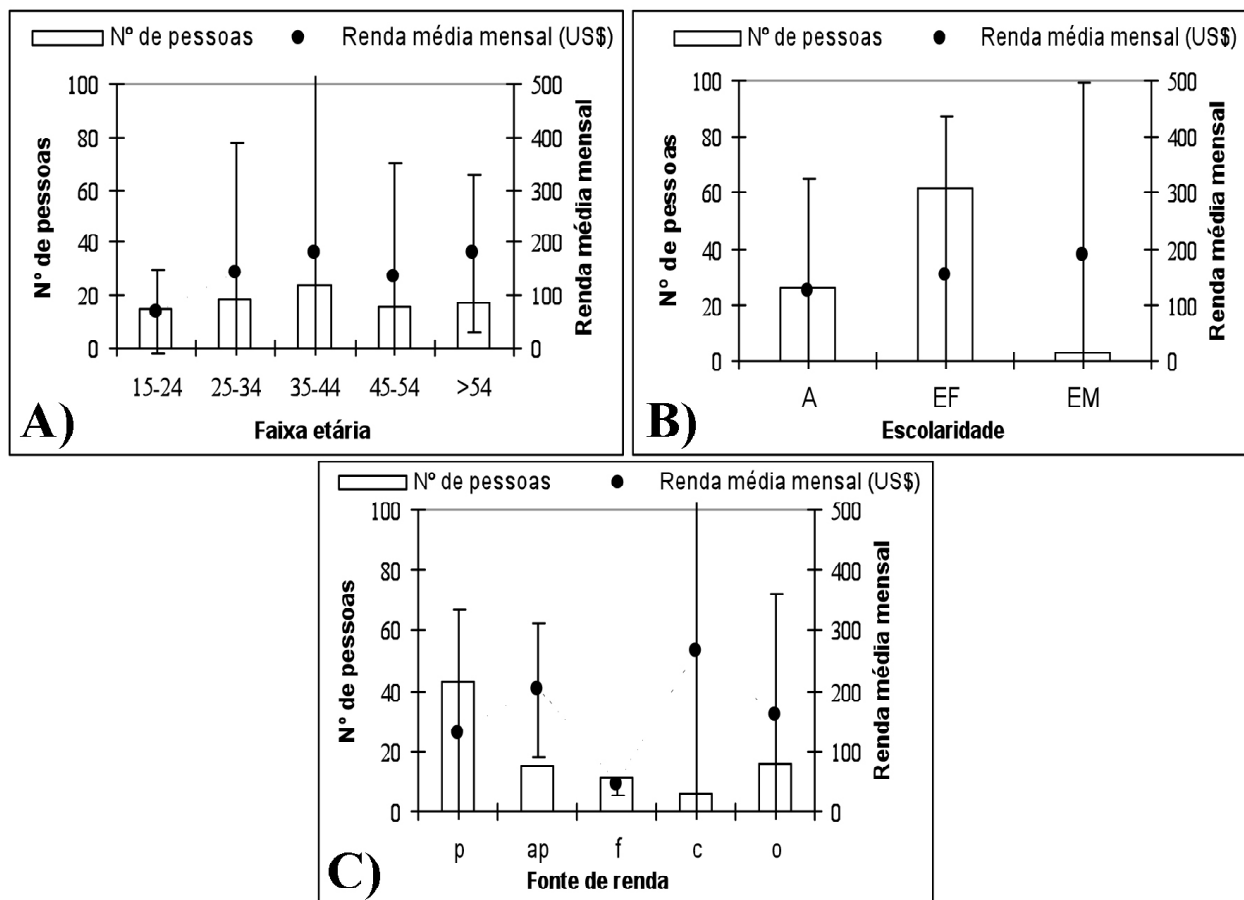 Nº de pessoas Renda média mensal (US$)
100 500
80 400
60 300
40 200
20 100
0 0
N° de pessoas
Renda média mensal
15-24 25-34 35-44 45-54 >54
Faixa etária
A)
Nº de pessoas Renda média mensal (US$)
100 500
80 400
60 300
40 200
20 100
0 0
N° de pessoas
Renda média mensal
A EF EM
Escolaridade
B)
Nº de pessoas Renda média mensal (US$)
100 500
80 400
60 300
40 200
20 100
0 0
N° de pessoas
Renda média mensal
p ap f c o
Fonte de renda
C)